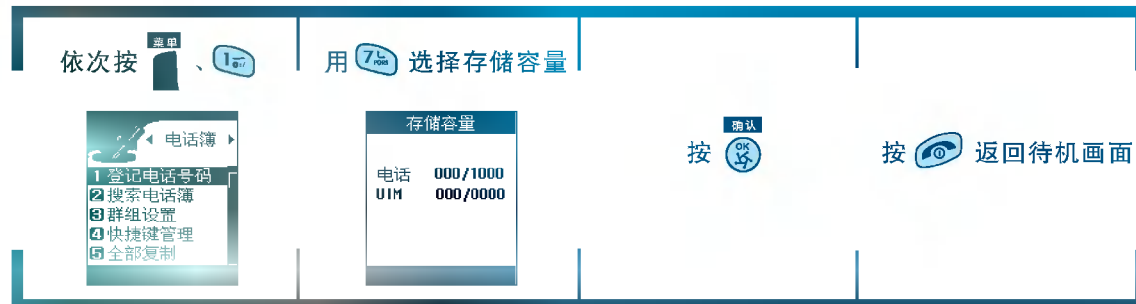 菜单
依次按 、1
电话簿
1 登记电话号码
2 搜索电话簿
3 群组设置
4 快捷键管理
5 全部复制
用 7 选择存储容量
存储容量
电话 000/1000
UIM 000/0000
确认
按 OK
按 返回待机画面